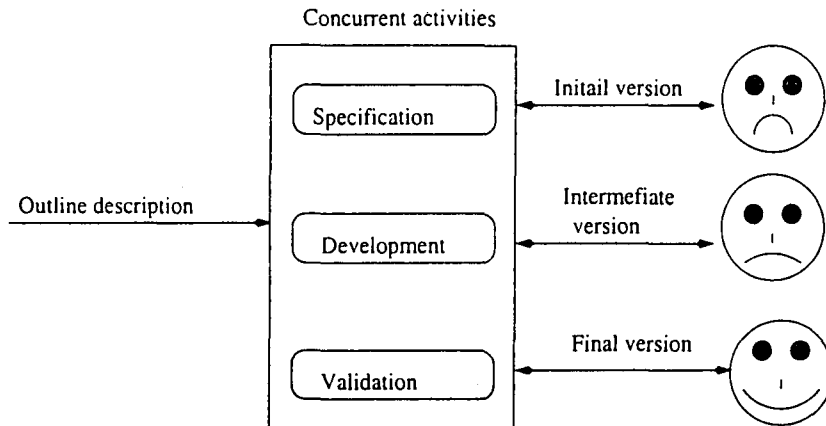 Concurrent activities
Specification
Initail version
Outline description
Development
Intermefiate
version
Validation
Final version